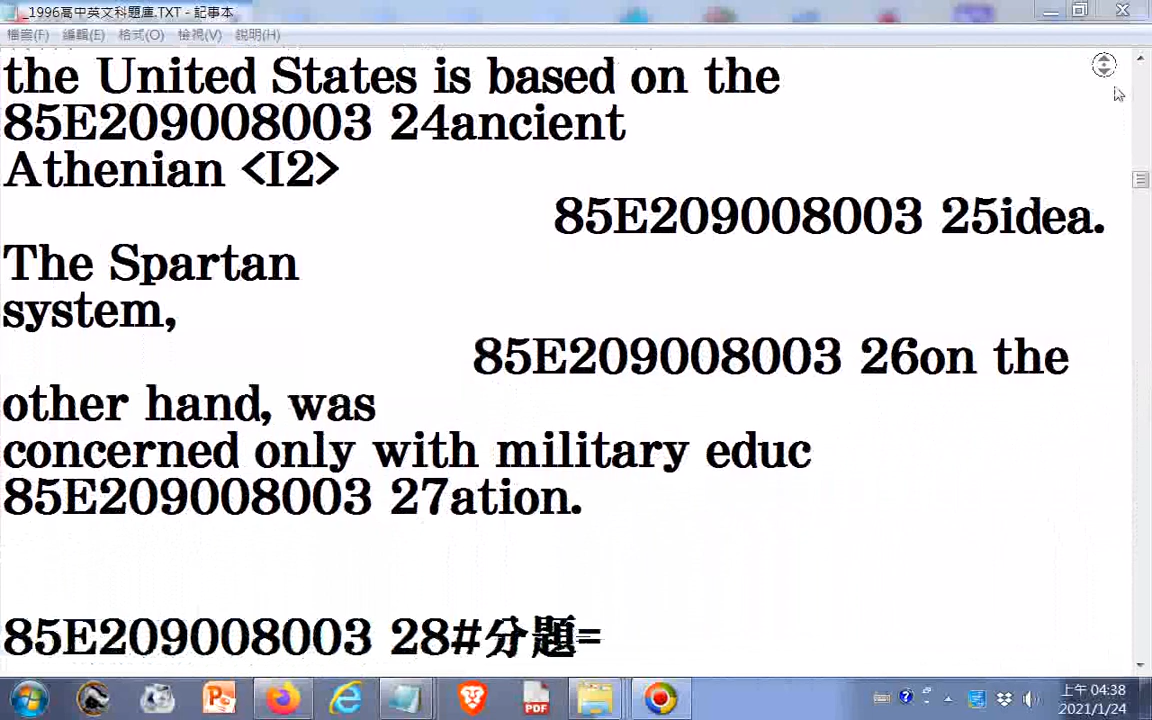 _1996高中英文科題庫.TXT - 記事本
檔案(F) 編輯(E) 格式(O) 檢視(V) 說明(H)
the United States is based on the
85E209008003 24ancient
Athenian <I2>
85E209008003 25idea.
The Spartan
system,
85E209008003 26on the
other hand, was
concerned only with military educ
85E209008003 27ation.
85E209008003 28#分題=
PDF
上午 04:38
2021/1/24